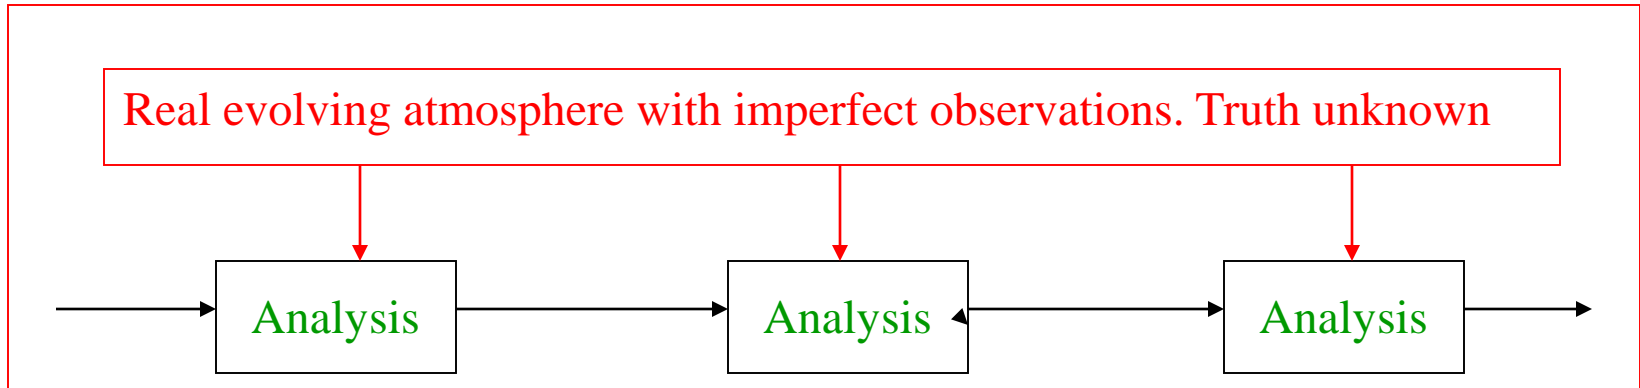 Real evolving atmosphere with imperfect observations. Truth unknown
Analysis Analysis Analysis